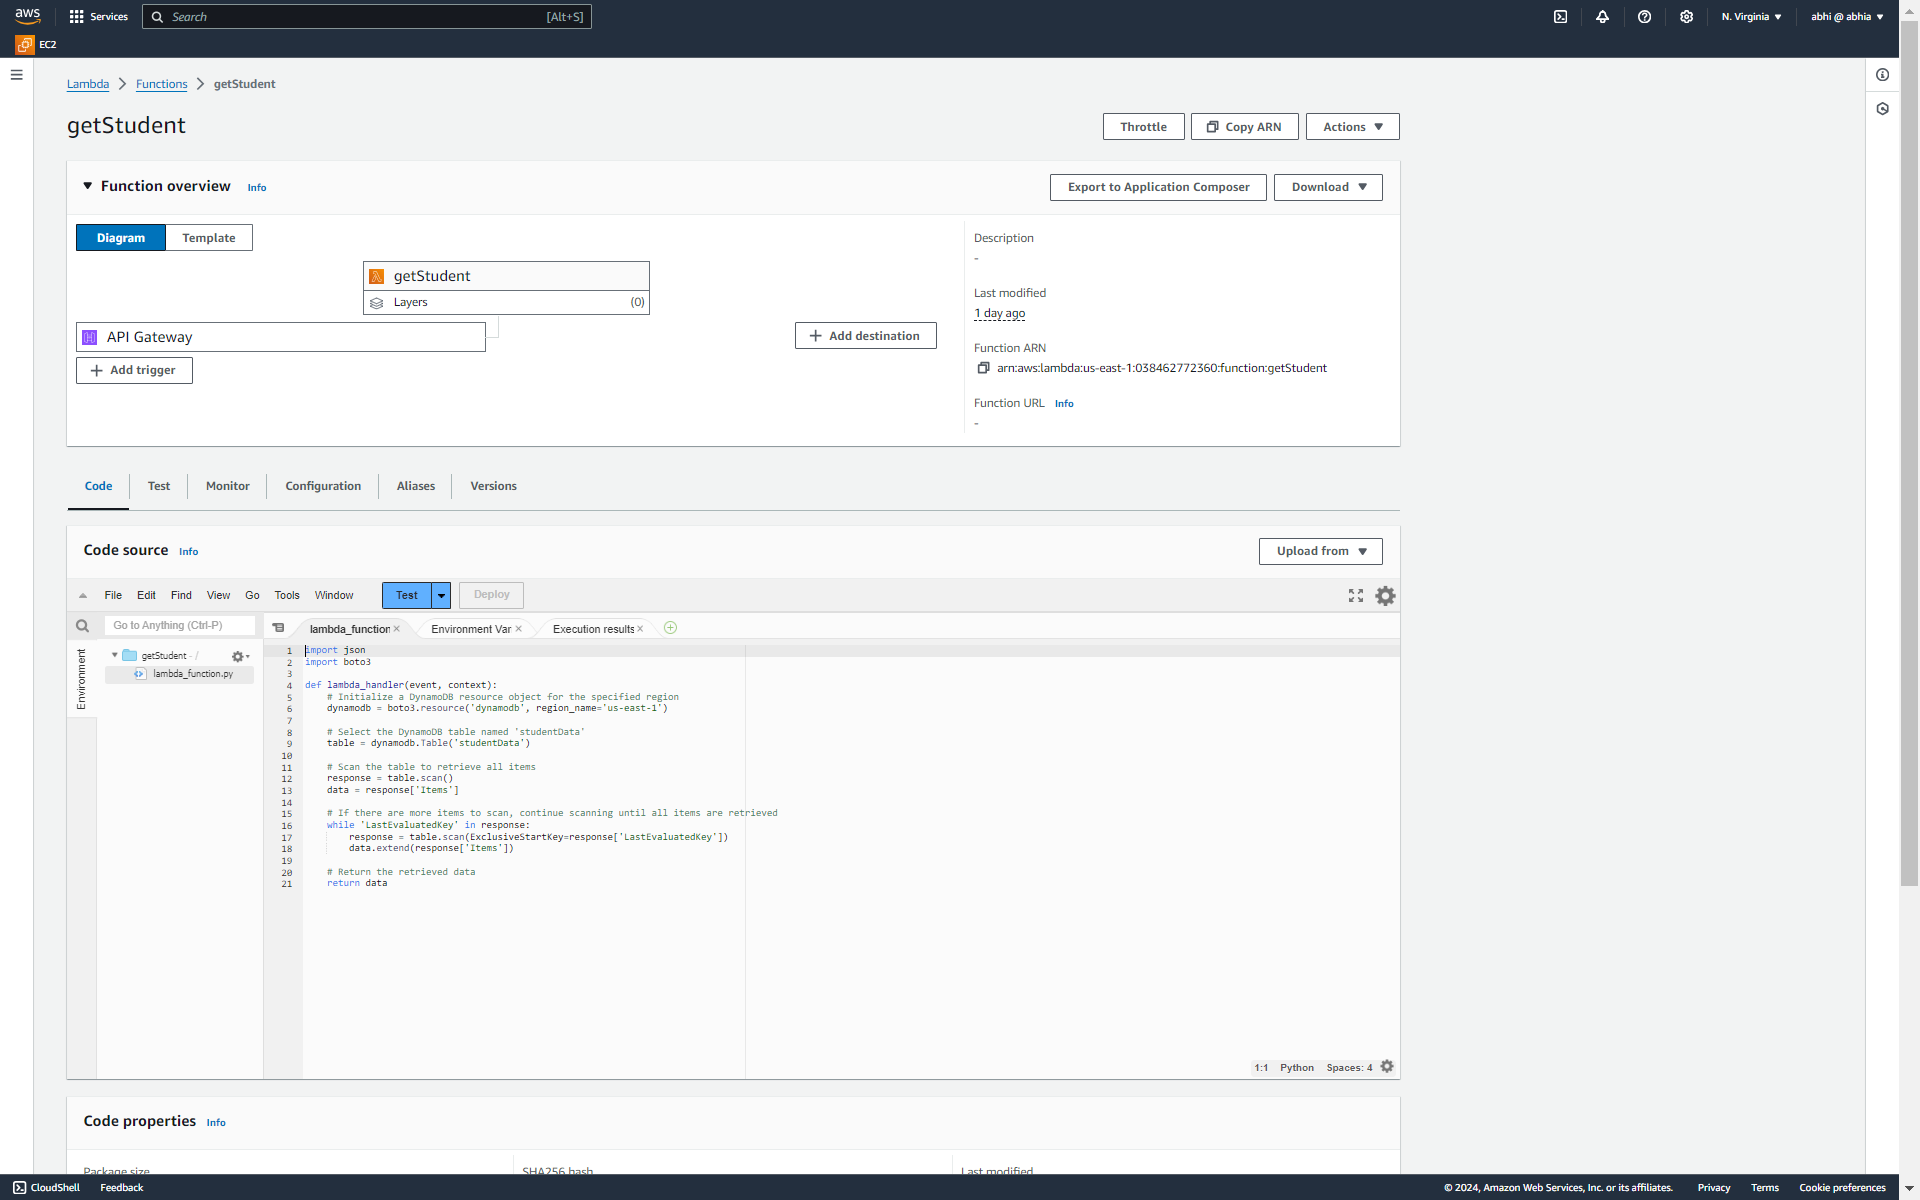 aws
Services
Search [Alt+S]
N. Virginia
abhi @ abhia
EC2
Lambda
Functions
getStudent
getStudent
Throttle
Copy ARN
Actions
Function overview Info
Export to Application Composer
Download
Diagram
Template
getStudent
Layers (0)
API Gateway
+ Add trigger
+ Add destination
Description
-
Last modified
1 day ago
Function ARN
arn:aws:lambda:us-east-1:038462772360:function:getStudent
Function URL Info
-
Code
Test
Monitor
Configuration
Aliases
Versions
Code source Info
Upload from
File Edit Find View Go Tools Window
Test
Deploy
Go to Anything (Ctrl-P)
lambda_function
Environment Var
Execution results
Environment
getStudent - /
lambda_function.py
1 import json
2 import boto3
3
4 def lambda_handler(event, context):
5 # Initialize a DynamoDB resource object for the specified region
6 dynamodb = boto3.resource('dynamodb', region_name='us-east-1')
7
8 # Select the DynamoDB table named 'studentData'
9 table = dynamodb.Table('studentData')
10
11 # Scan the table to retrieve all items
12 response = table.scan()
13 data = response['Items']
14
15 # If there are more items to scan, continue scanning until all items are retrieved
16 while 'LastEvaluatedKey' in response:
17 response = table.scan(ExclusiveStartKey=response['LastEvaluatedKey'])
18 data.extend(response['Items'])
19
20 # Return the retrieved data
21 return data
1:1 Python Spaces: 4
Code properties Info
Package size
SHA256 hash
Last modified
CloudShell
Feedback
© 2024, Amazon Web Services, Inc. or its affiliates.
Privacy
Terms
Cookie preferences